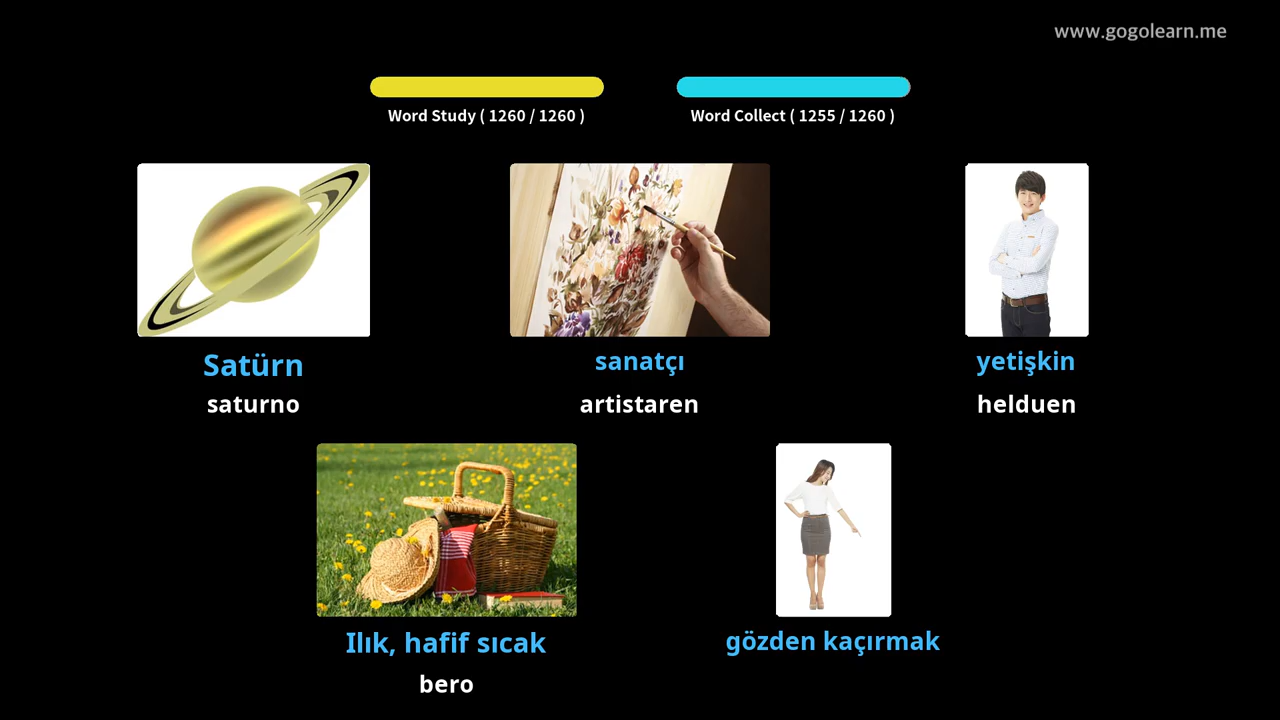 www.gogolearn.me
Word Study ( 1260 / 1260 )
Word Collect ( 1255 / 1260 )
Satürn
saturno
sanatçı
artistaren
yetişkin
helduen
Ilık, hafif sıcak
bero
gözden kaçırmak